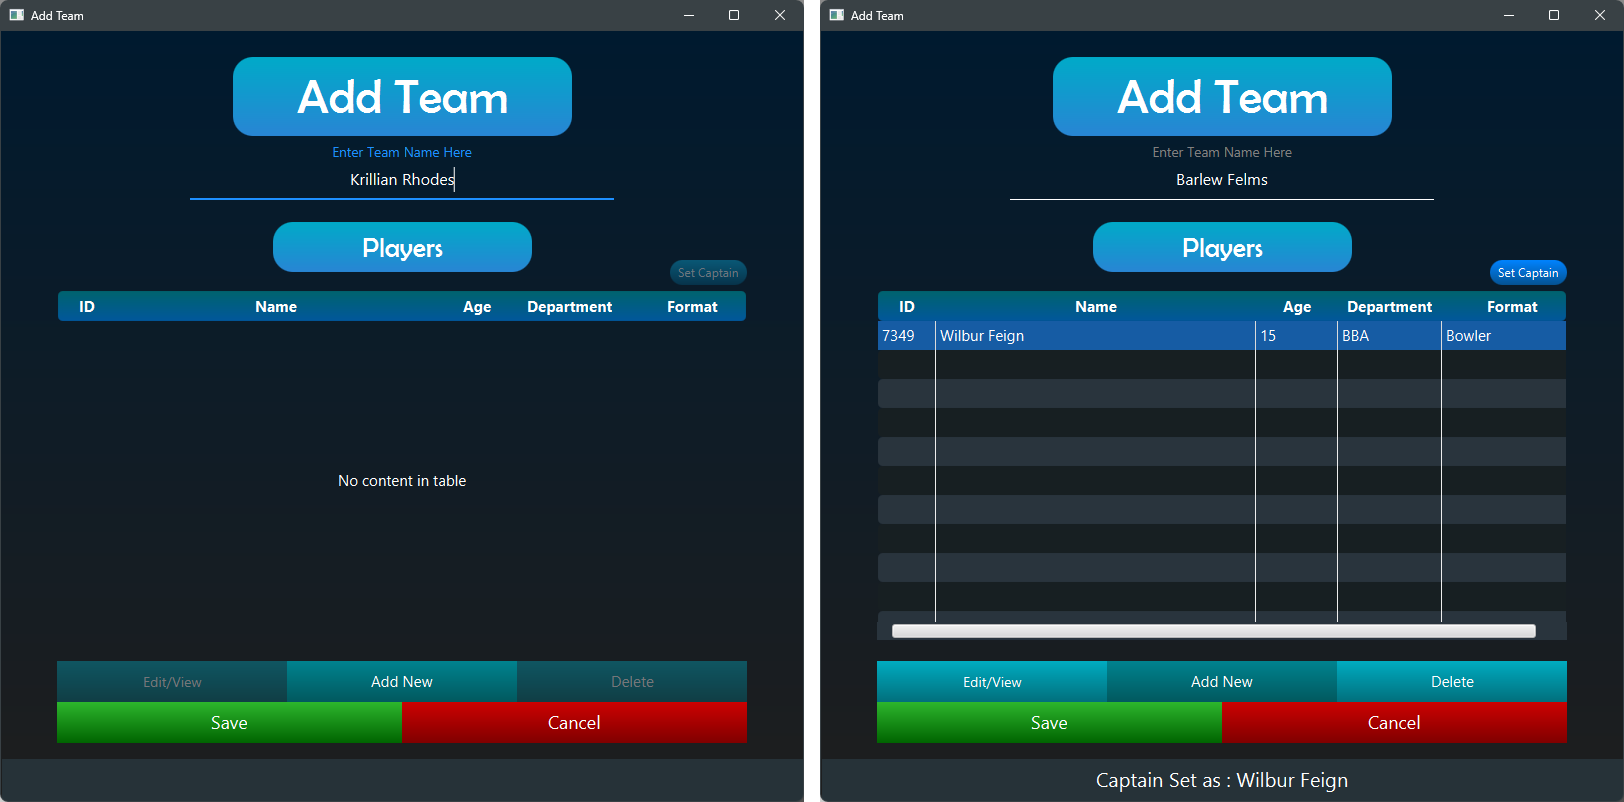 Add Team
Add Team
Enter Team Name Here
Krillian Rhodes
Players
Set Captain
ID Name Age Department Format
No content in table
Edit/View Add New Delete
Save Cancel
Add Team
Add Team
Enter Team Name Here
Barlew Felms
Players
Set Captain
ID Name Age Department Format
7349 Wilbur Feign 15 BBA Bowler
Edit/View Add New Delete
Save Cancel
Captain Set as : Wilbur Feign